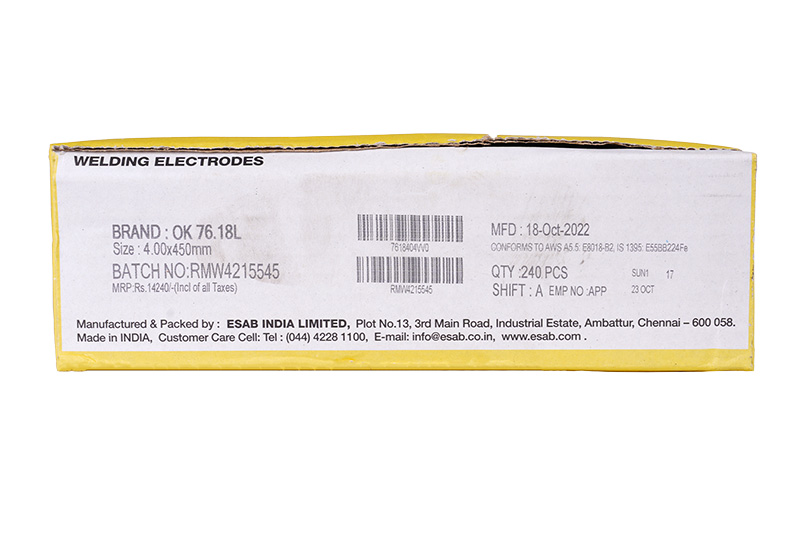 WELDING ELECTRODES
BRAND : OK 76.18L
Size : 4.00x450mm
BATCH NO:RMW4215545
MRP:Rs.14240/-(Incl of all Taxes)
7618404VV0
RMW4215545
MFD : 18-Oct-2022
CONFORMS TO AWS A5.5: E8018-B2, IS 1395: E55BB224Fe
QTY :240 PCS SUN1 17
SHIFT : A EMP NO :APP 23 OCT
Manufactured & Packed by : ESAB INDIA LIMITED, Plot No.13, 3rd Main Road, Industrial Estate, Ambattur, Chennai – 600 058.
Made in INDIA, Customer Care Cell: Tel : (044) 4228 1100, E-mail: info@esab.co.in, www.esab.com .